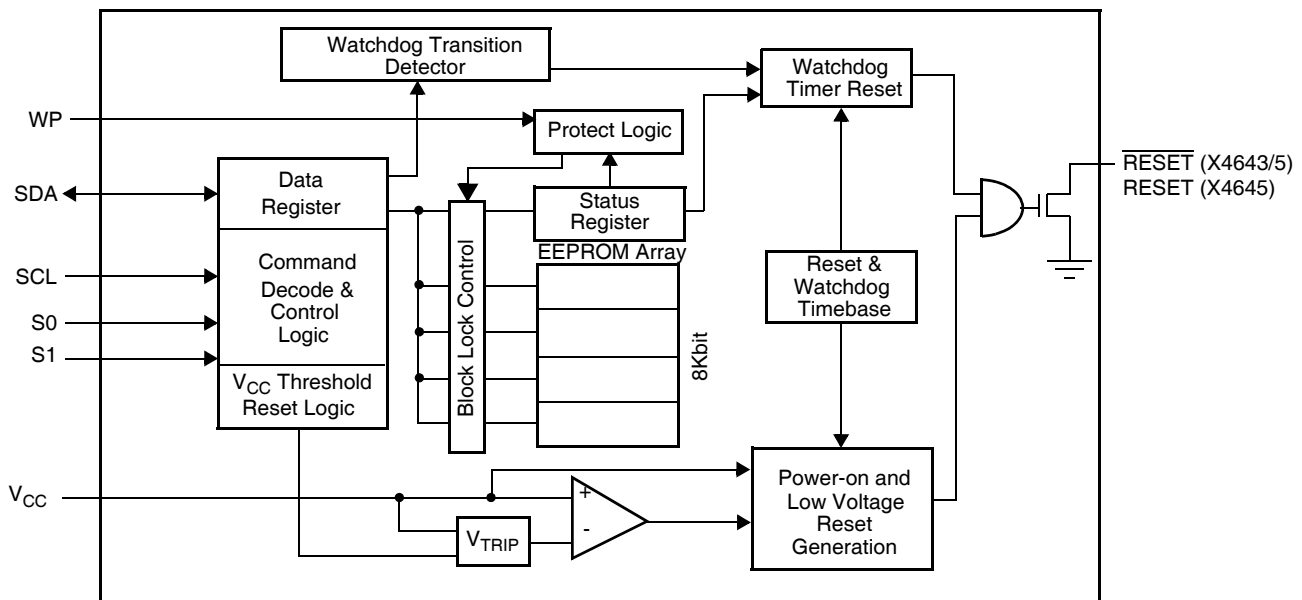 Watchdog Transition
Detector
Watchdog
Timer Reset
WP
Protect Logic
RESET (X4643/5)
RESET (X4645)
SDA
Data
Register
Status
Register
EEPROM Array
SCL
Command
Decode &
Control
Logic
Block Lock Control
8Kbit
Reset &
Watchdog
Timebase
S0
S1
VCC Threshold
Reset Logic
VCC
+
-
VTRIP
Power-on and
Low Voltage
Reset
Generation